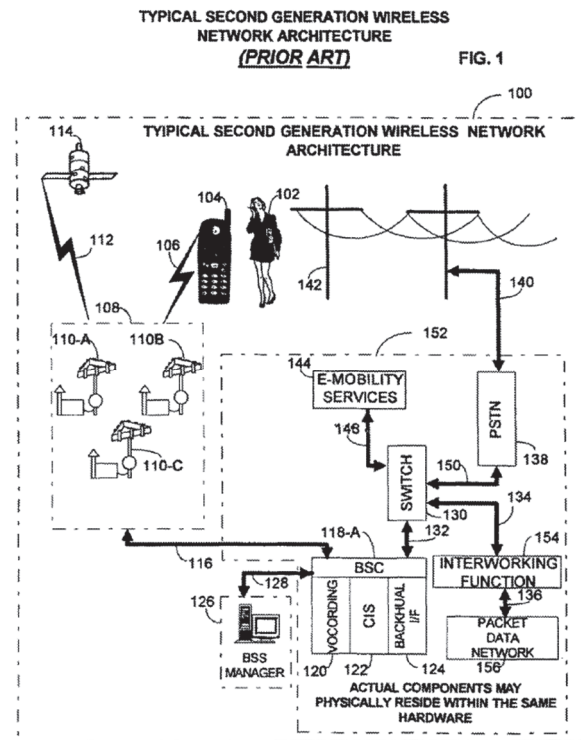 TYPICAL SECOND GENERATION WIRELESS
NETWORK ARCHITECTURE
(PRIOR ART)
FIG. 1
100
TYIPICAL SECOND GENERATION WIRELESS NETWORK
ARCHITECTURE
114
104
102
112
106
142
140
108
110-A
110B
110-C
152
144
E-MOBILITY
SERVICES
146
PSTN
138
SWITCH
150
130
134
132
118-A
154
116
128
BSC
INTERWORKING
FUNCTION
126
VOCORDING
CIS
BACKHUAL
I/F
136
BSS
MANAGER
PACKET
DATA
NETWORK
120
122
124
156
ACTUAL COMPONENTS MAY
PHYSICALLY RESIDE WITHIN THE SAME
HARDWARE